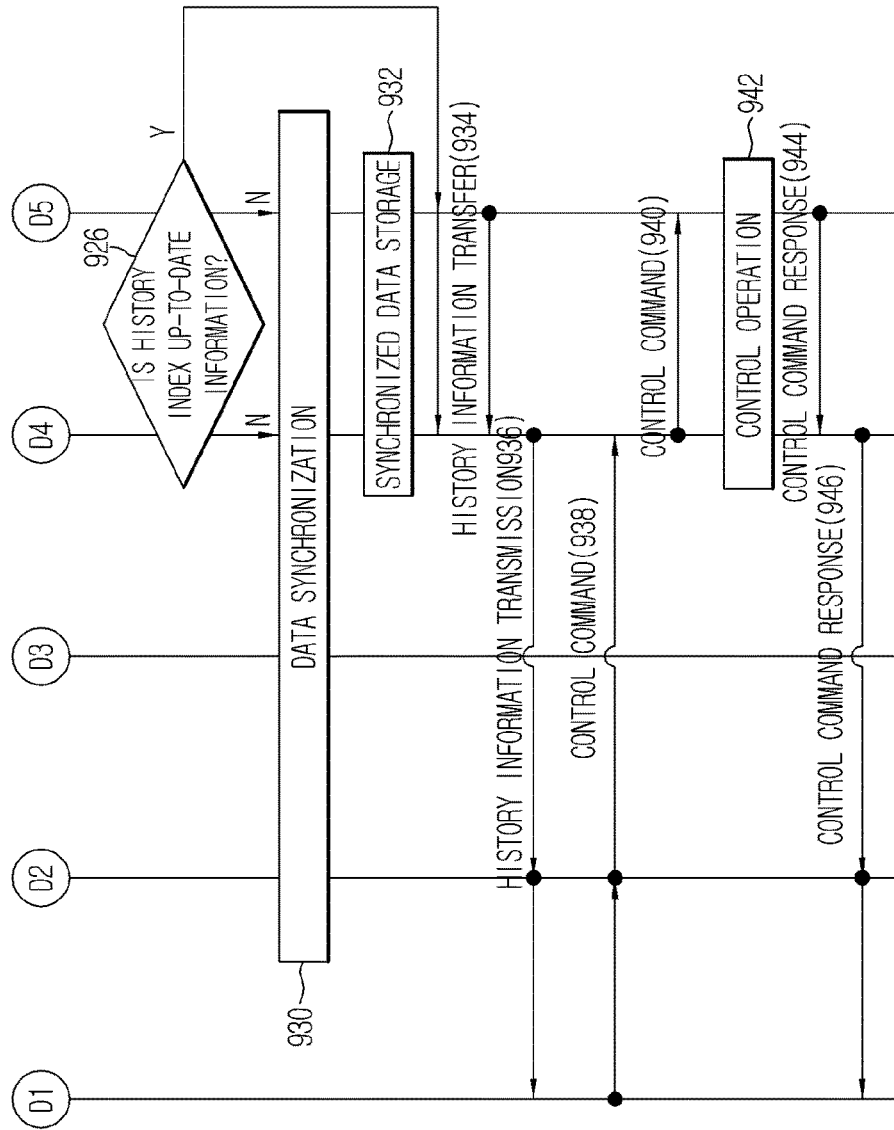 D1
D2
D3
D4
D5
926
IS HISTORY
INDEX UP-TO-DATE
INFORMATION?
Y
N
N
930
DATA SYNCHRONIZATION
932
SYNCHRONIZED DATA STORAGE
HISTORY INFORMATION TRANSFER(934)
HISTORY INFORMATION TRANSMISSION936)
CONTROL COMMAND(938)
CONTROL COMMAND(940)
942
CONTROL OPERATION
CONTROL COMMAND RESPONSE(944)
CONTROL COMMAND RESPONSE(946)